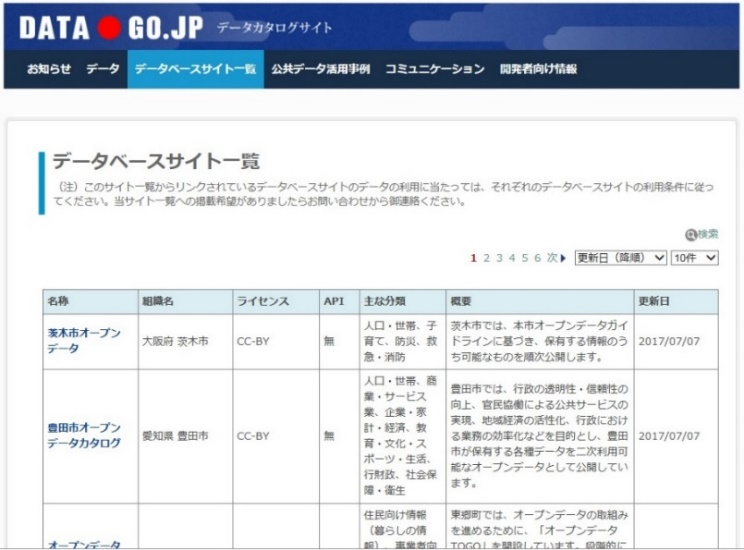 DATA GO.JP データカタログサイト
お知らせ データ データベースサイト一覧 公共データ活用事例 コミュニケーション 開発者向け情報
データベースサイト一覧
（注）このサイト一覧からリンクされているデータベースサイトのデータの利用に当たっては、それぞれのデータベースサイトの利用条件に従っ
てください。当サイト一覧への掲載希望がありましたらお問い合わせから御連絡ください。
検索
1 2 3 4 5 6 次 更新日（降順） 10件
名称 組織名 ライセンス API 主な分類 概要 更新日
茨木市オープン
データ
大阪府 茨木市
CC-BY
無
人口・世帯、子
育て、防災、救
急・消防
茨木市では、本市オープンデータガイ
ドラインに基づき、保有する情報のう
ち可能なものを順次公開します。
2017/07/07
豊田市オープン
データカタログ
愛知県 豊田市
CC-BY
無
人口・世帯、商
業・サービス
業、企業・家
計・経済、教
育・文化・ス
ポーツ・生活、
行財政、社会保
障・衛生
豊田市では、行政の透明性・信頼性の
向上、官民協働による公共サービスの
実現、地域経済の活性化、行政におけ
る業務の効率化などを目的とし、豊田
市が保有する各種データを二次利用可
能なオープンデータとして公開してい
ます。
2017/07/07
オープンデータ
住民向け情報
（暮らしの情
報）、事業者向
東郷町では、オープンデータの取組み
を進めるために、「オープンデータ
TOGO」を開設しています。段階的に